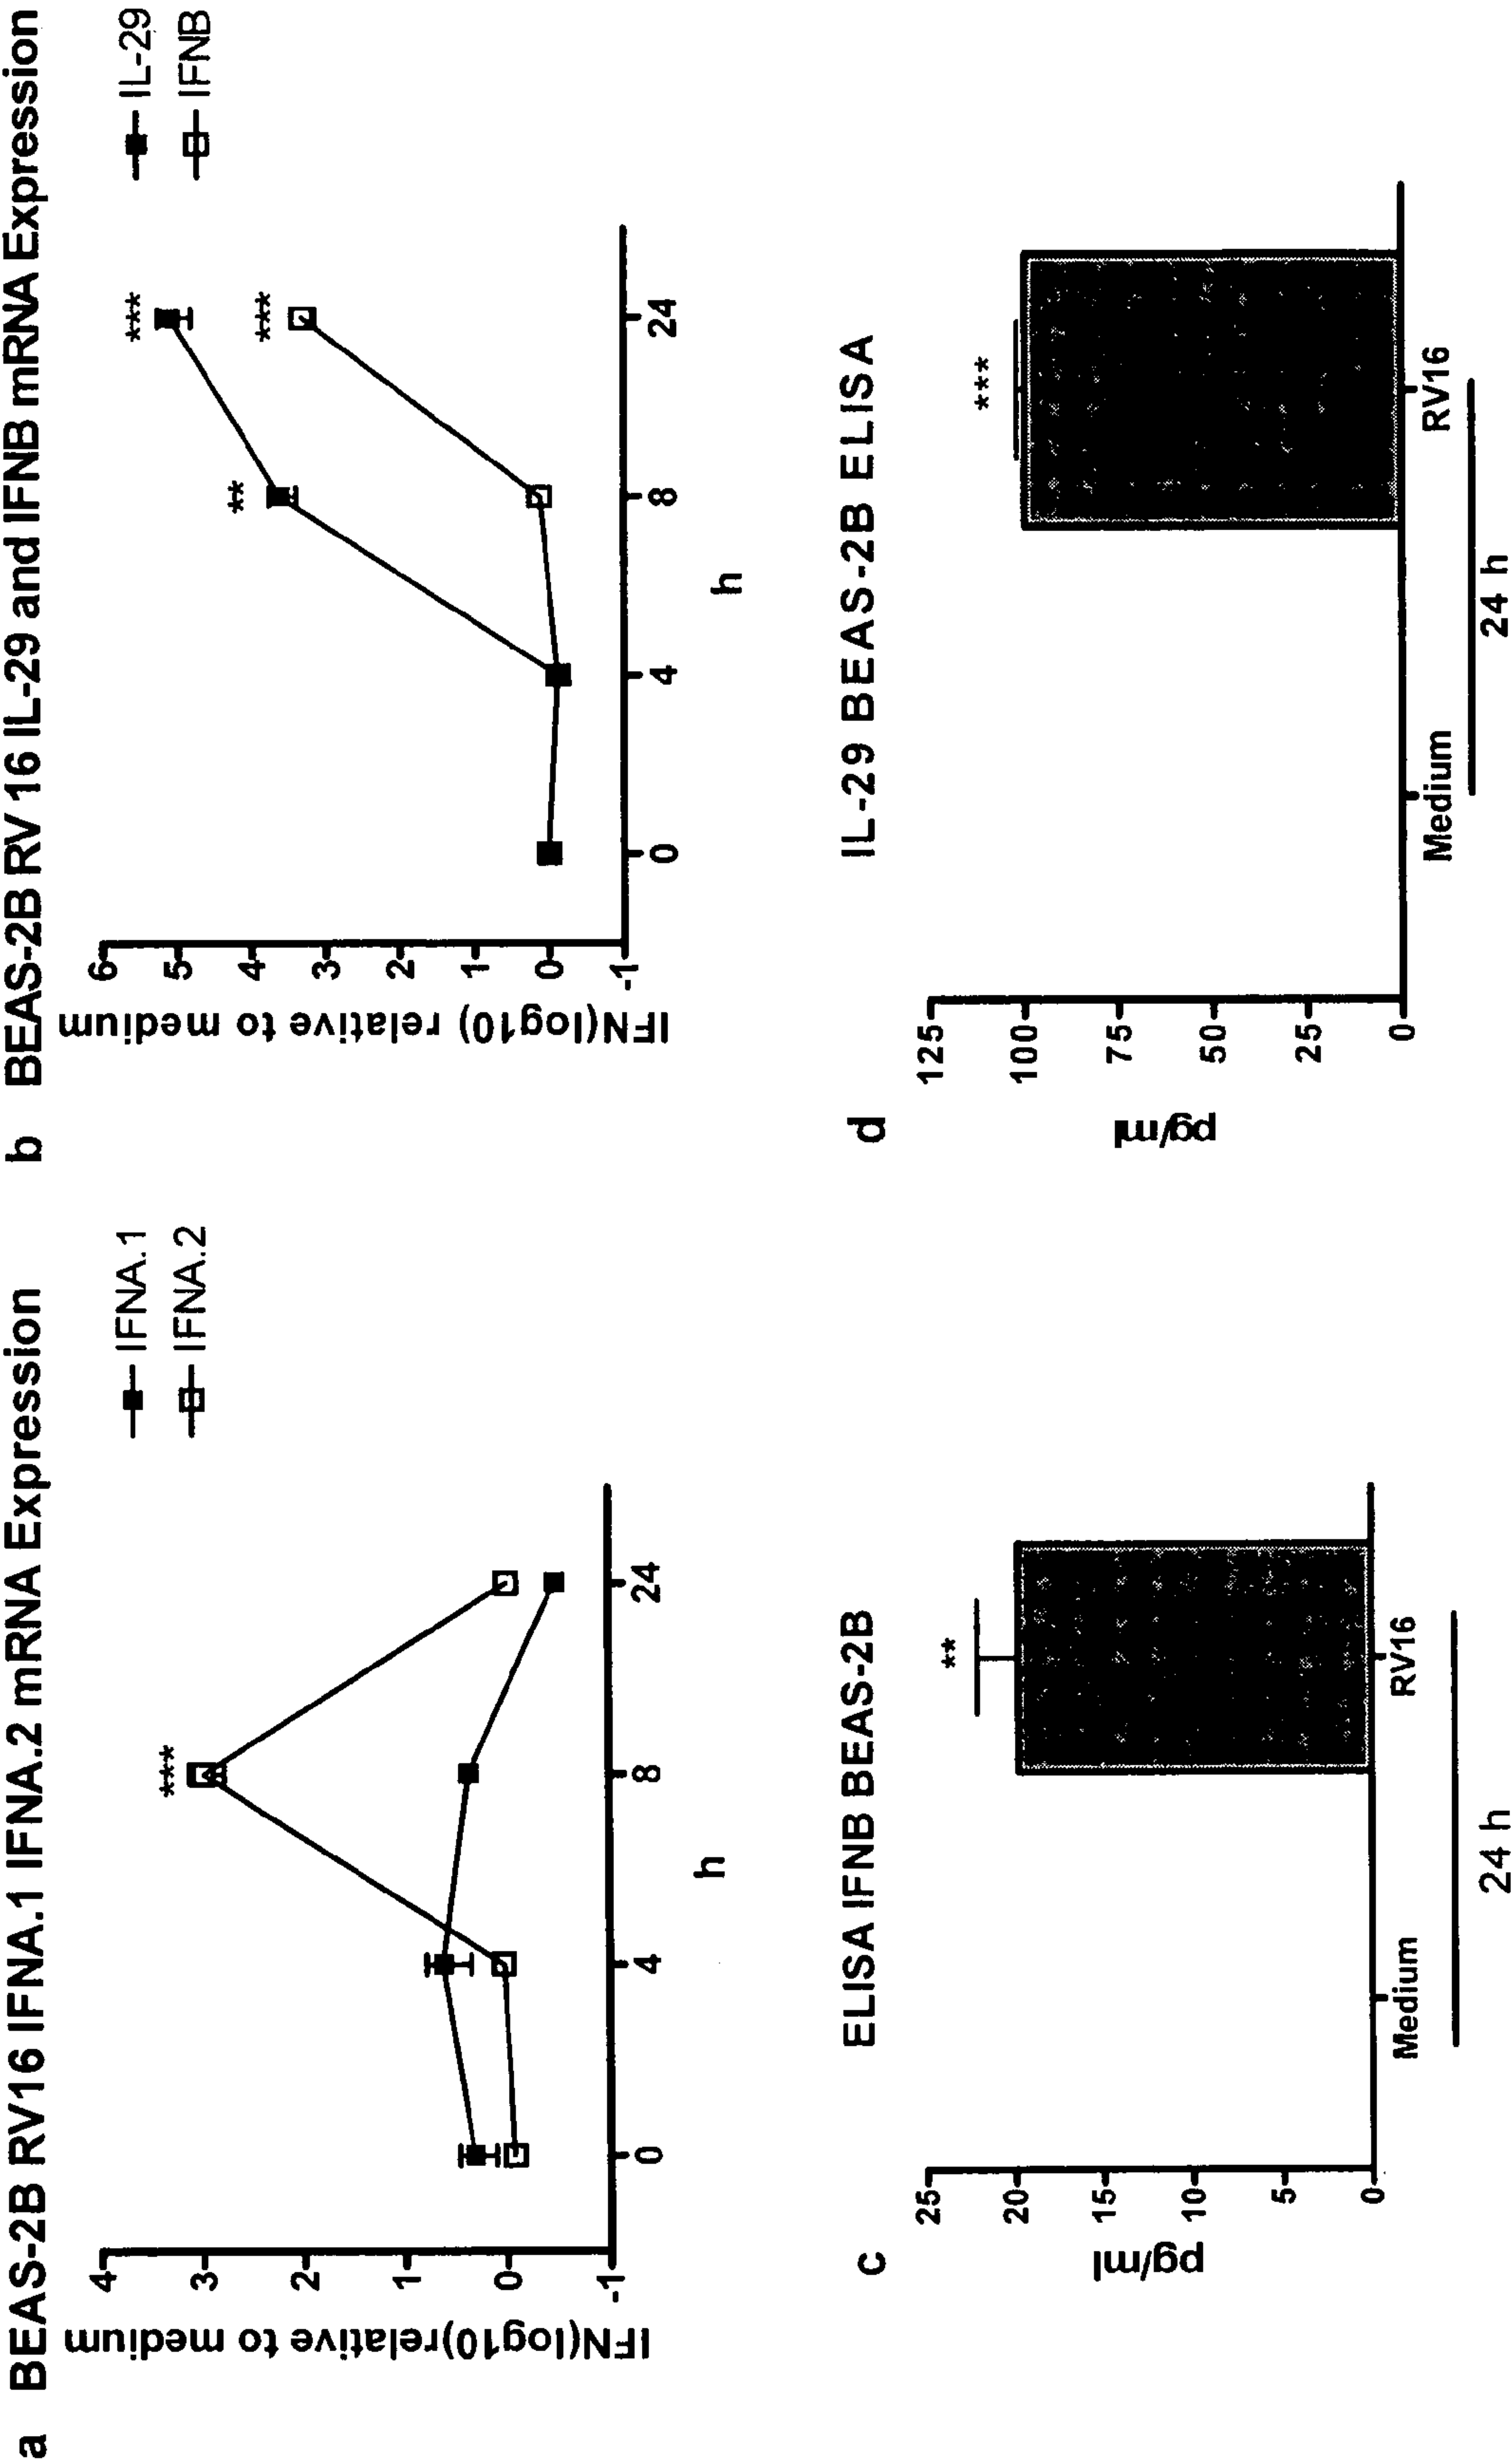 a BEAS-2B RV16 IFNA.1 IFNA.2 mRNA Expression
IFNA.1
IFNA.2
IFN(log10)relative to medium
4
3
2
1
0
-1
***
0
4
8
24
h
b BEAS-2B RV 16 IL-29 and IFNB mRNA Expression
IL-29
IFNB
IFN(log10) relative to medium
6
5
4
3
2
1
0
-1
**
***
***
0
4
8
24
h
c
ELISA IFNB BEAS-2B
pg/ml
25
20
15
10
5
0
**
Medium
RV16
24 h
d
IL-29 BEAS-2B ELISA
pg/ml
125
100
75
50
25
0
***
Medium
RV16
24 h